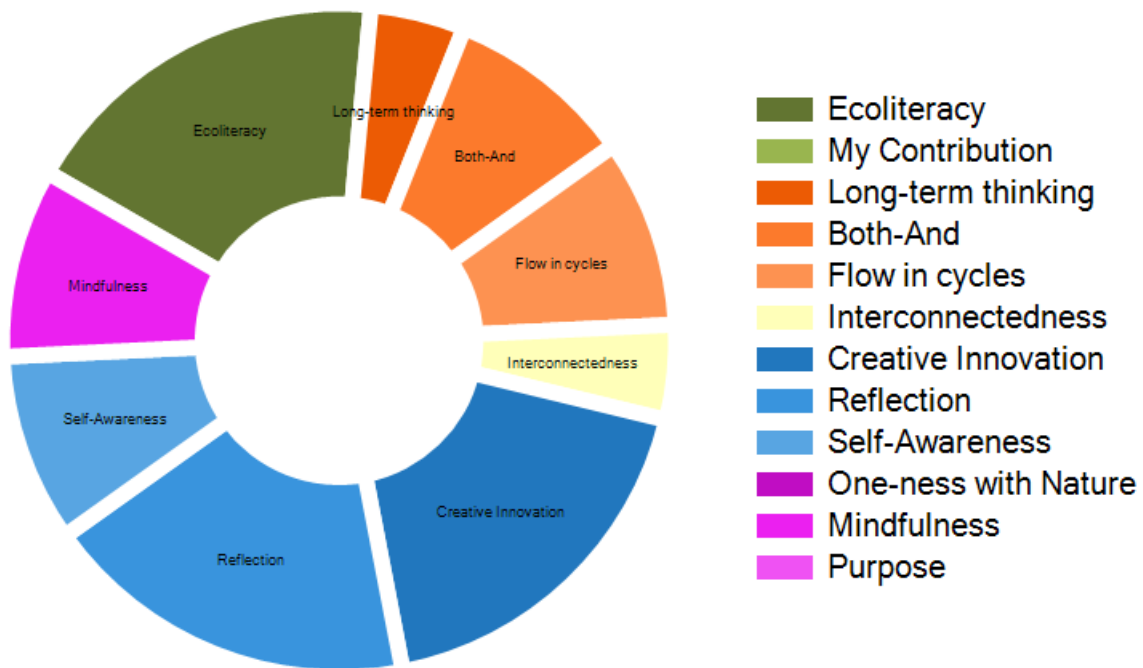 Ecoliteracy
Long-term thinking
Both-And
Flow in cycles
Interconnectedness
Creative Innovation
Reflection
Self-Awareness
Mindfulness
Ecoliteracy
My Contribution
Long-term thinking
Both-And
Flow in cycles
Interconnectedness
Creative Innovation
Reflection
Self-Awareness
One-ness with Nature
Mindfulness
Purpose